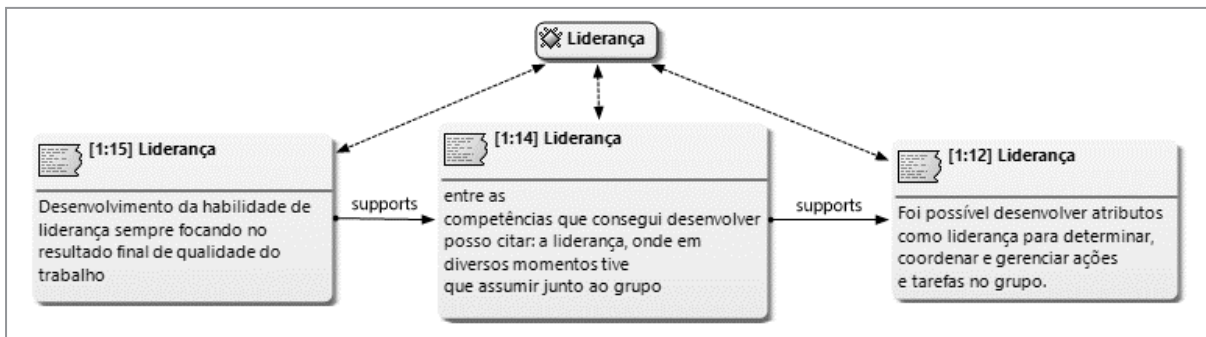 Liderança
[1:15] Liderança
Desenvolvimento da habilidade de
liderança sempre focando no
resultado final de qualidade do
trabalho
supports
[1:14] Liderança
entre as
competências que consegui desenvolver
posso citar: a liderança, onde em
diversos momentos tive
que assumir junto ao grupo
supports
[1:12] Liderança
Foi possível desenvolver atributos
como liderança para determinar,
coordenar e gerenciar ações
e tarefas no grupo.